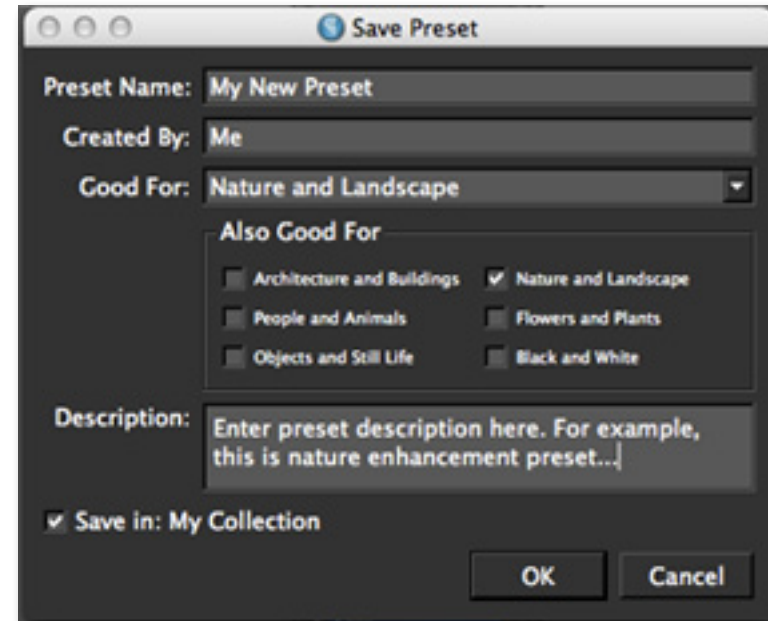 Save Preset
Preset Name: My New Preset
Created By: Me
Good For: Nature and Landscape
Also Good For
Architecture and Buildings Nature and Landscape
People and Animals Flowers and Plants
Objects and Still Life Black and White
Description: Enter preset description here. For example,
this is nature enhancement preset...
Save in: My Collection
OK Cancel